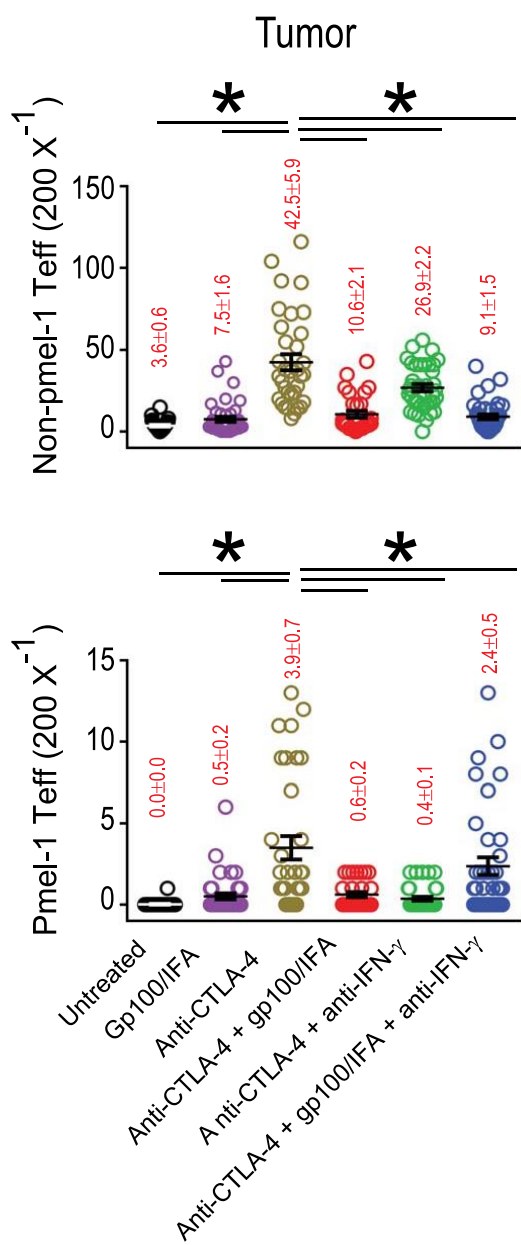 Tumor
*
*
Non-pmel-1 Teff (200 X⁻¹)
150
100
50
0
3.6±0.6
7.5±1.6
42.5±5.9
10.6±2.1
26.9±2.2
9.1±1.5
*
*
Pmel-1 Teff (200 X⁻¹)
15
10
5
0
0.0±0.0
0.5±0.2
3.9±0.7
0.6±0.2
0.4±0.1
2.4±0.5
Untreated
Gp100/IFA
Anti-CTLA-4
Anti-CTLA-4 + gp100/IFA
A nti-CTLA-4 + anti-IFN-γ
Anti-CTLA-4 + gp100/IFA + anti-IFN-γ